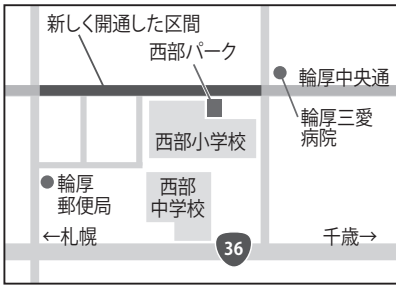 新しく開通した区間
西部パーク
輪厚中央通
輪厚三愛
病院
西部小学校
輪厚
郵便局
西部
中学校
←札幌
36
千歳→